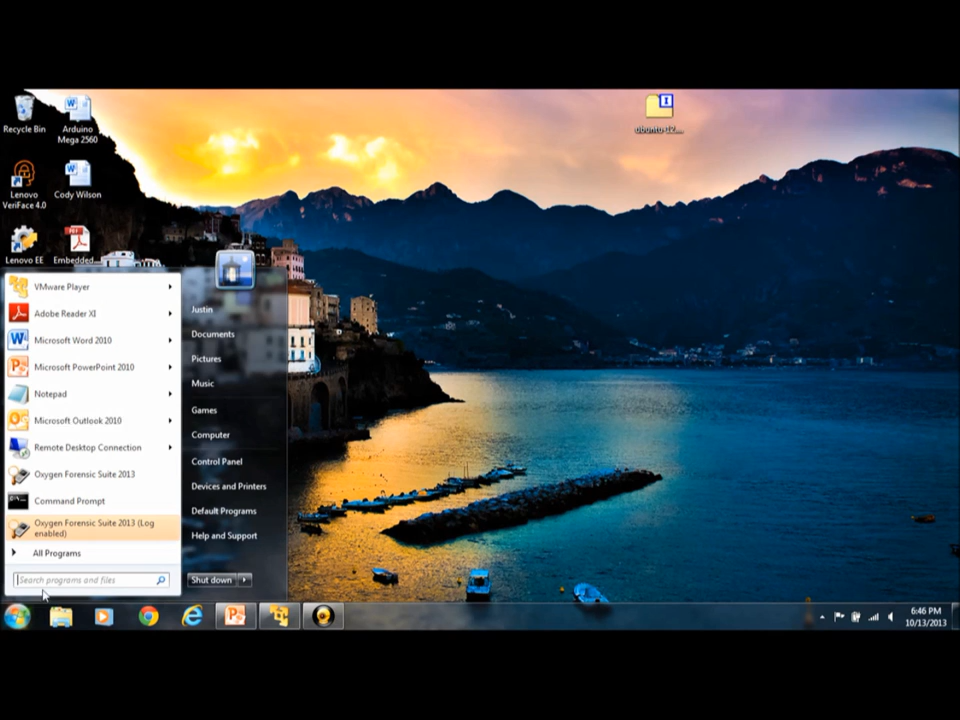 Recycle Bin
Arduino
Mega 2560
Lenovo
VeriFace 4.0
Cody Wilson
Lenovo EE
Embedded...
ubuntu-12....
VMware Player
Adobe Reader XI
Microsoft Word 2010
Microsoft PowerPoint 2010
Notepad
Microsoft Outlook 2010
Remote Desktop Connection
Oxygen Forensic Suite 2013
Command Prompt
Oxygen Forensic Suite 2013 (Log
enabled)
All Programs
Search programs and files
Justin
Documents
Pictures
Music
Games
Computer
Control Panel
Devices and Printers
Default Programs
Help and Support
Shut down
6:46 PM
10/13/2013